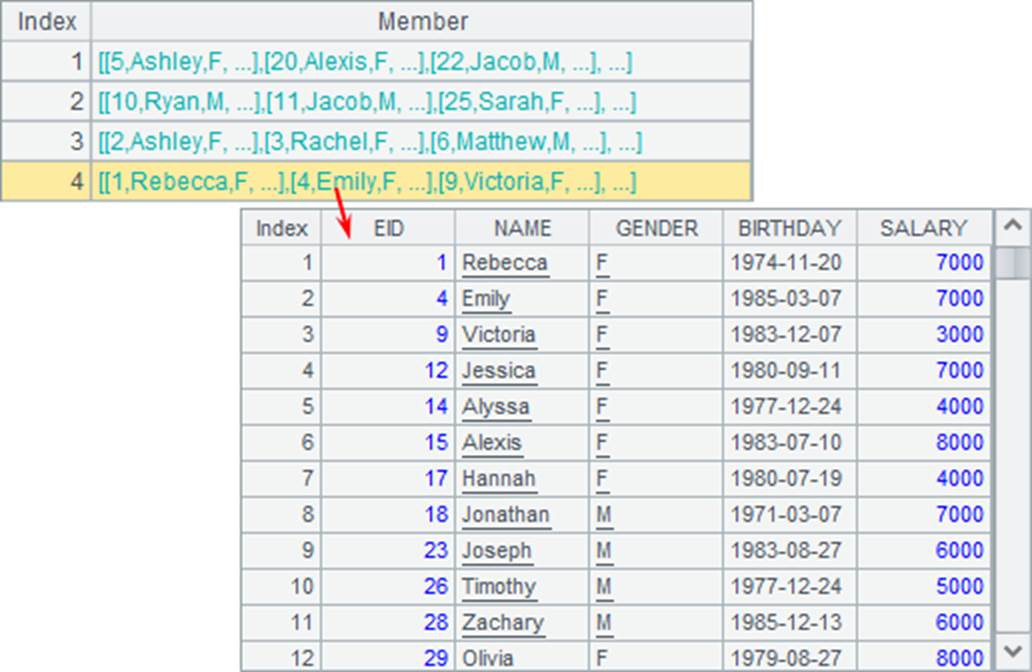 Index Member
1 [[5,Ashley,F, ...],[20,Alexis,F, ...],[22,Jacob,M, ...], ...]
2 [[10,Ryan,M, ...],[11,Jacob,M, ...],[25,Sarah,F, ...], ...]
3 [[2,Ashley,F, ...],[3,Rachel,F, ...],[6,Matthew,M, ...], ...]
4 [[1,Rebecca,F, ...],[4,Emily,F, ...],[9,Victoria,F, ...], ...]
Index EID NAME GENDER BIRTHDAY SALARY
1 1 Rebecca F 1974-11-20 7000
2 4 Emily F 1985-03-07 7000
3 9 Victoria F 1983-12-07 3000
4 12 Jessica F 1980-09-11 7000
5 14 Alyssa F 1977-12-24 4000
6 15 Alexis F 1983-07-10 8000
7 17 Hannah F 1980-07-19 4000
8 18 Jonathan M 1971-03-07 7000
9 23 Joseph M 1983-08-27 6000
10 26 Timothy M 1977-12-24 5000
11 28 Zachary M 1985-12-13 6000
12 29 Olivia F 1979-08-27 8000